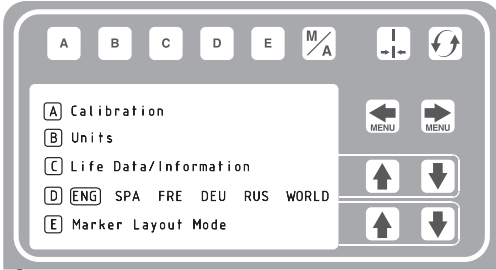 A B C D E M/A
MENU MENU
A Calibration
B Units
C Life Data/Information
D ENG SPA FRE DEU RUS WORLD
E Marker Layout Mode